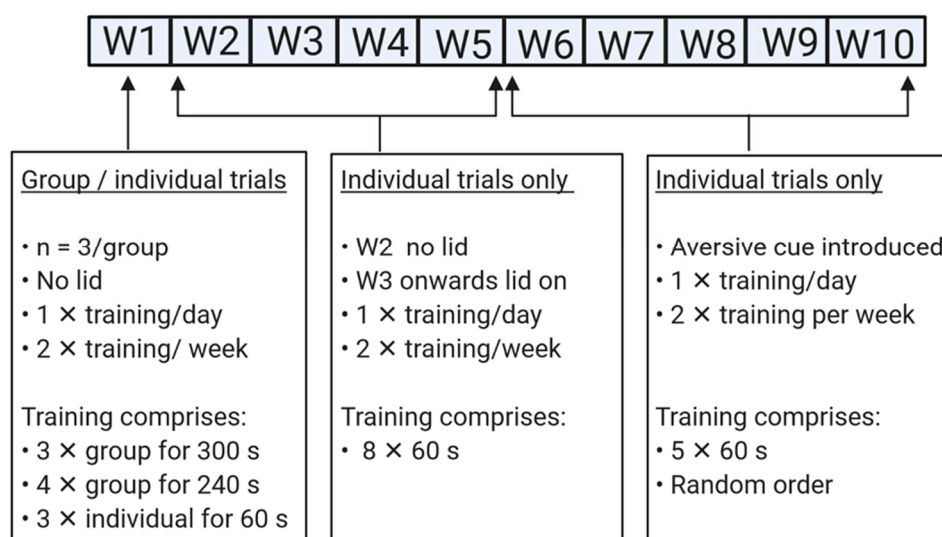 W1 W2 W3 W4 W5 W6 W7 W8 W9 W10
Group / individual trials
• n = 3/group
• No lid
• 1 × training/day
• 2 × training/ week
Training comprises:
• 3 × group for 300 s
• 4 × group for 240 s
• 3 × individual for 60 s
Individual trials only
• W2 no lid
• W3 onwards lid on
• 1 × training/day
• 2 × training/week
Training comprises:
• 8 × 60 s
Individual trials only
• Aversive cue introduced
• 1 × training/day
• 2 × training per week
Training comprises:
• 5 × 60 s
• Random order